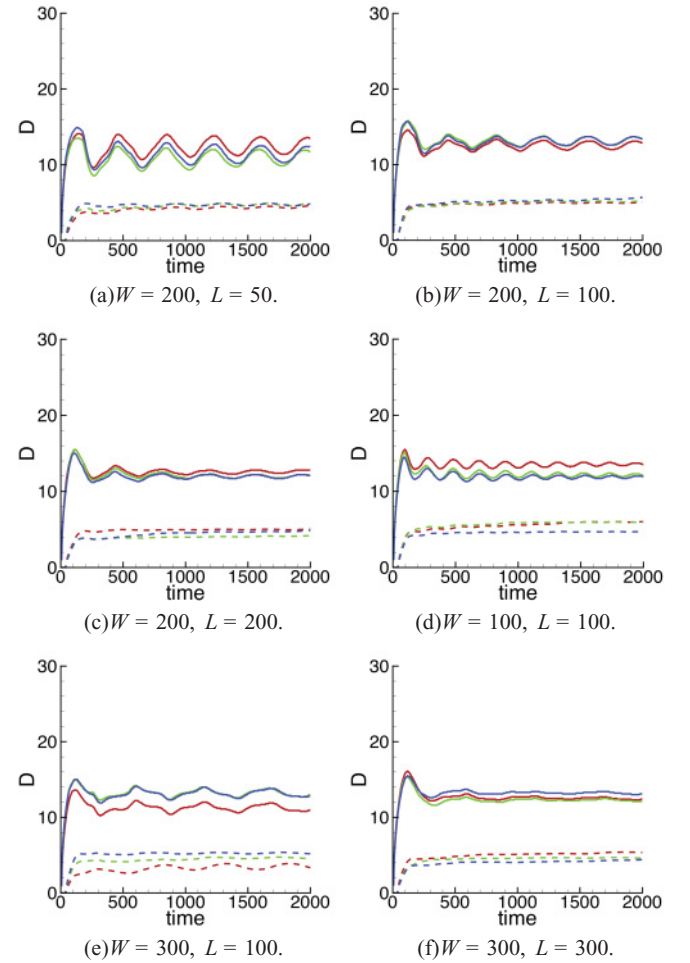 30
20
10
0
D
0 500 1000 1500 2000
time
(a)W = 200, L = 50.
30
20
10
0
D
0 500 1000 1500 2000
time
(b)W = 200, L = 100.
30
20
10
0
D
0 500 1000 1500 2000
time
(c)W = 200, L = 200.
30
20
10
0
D
0 500 1000 1500 2000
time
(d)W = 100, L = 100.
30
20
10
0
D
0 500 1000 1500 2000
time
(e)W = 300, L = 100.
30
20
10
0
D
0 500 1000 1500 2000
time
(f)W = 300, L = 300.